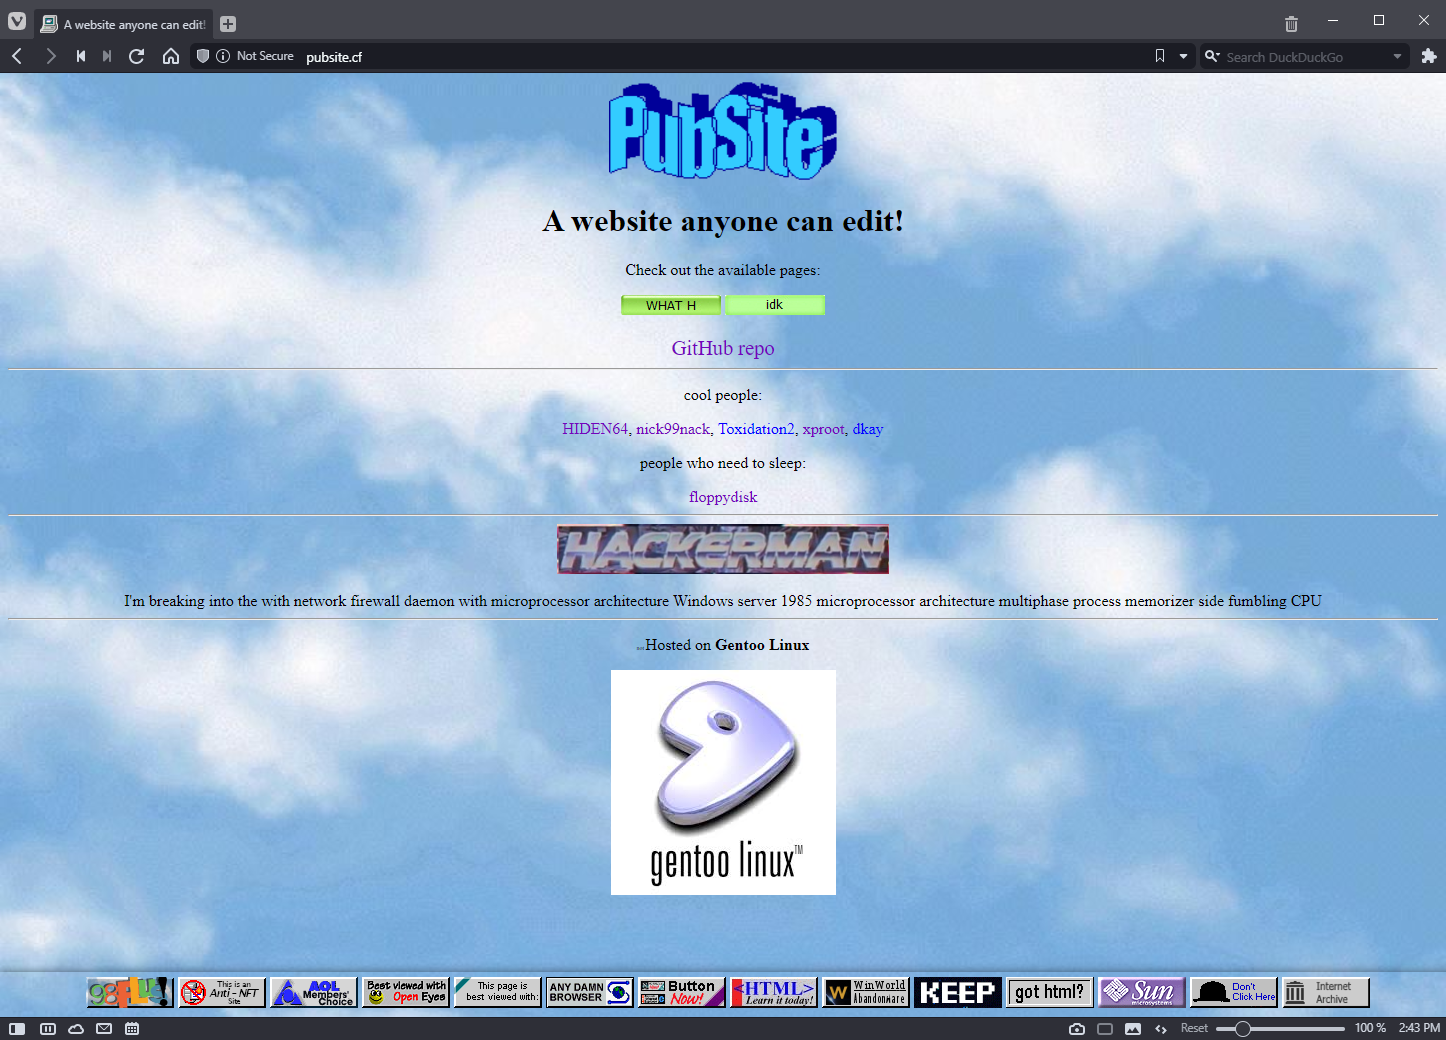 A website anyone can edit!
Not Secure pubsite.cf
Search DuckDuckGo
PubSite
A website anyone can edit!
Check out the available pages:
WHAT H idk
GitHub repo
cool people:
HIDEN64, nick99nack, Toxidation2, xproot, dkay
people who need to sleep:
floppydisk
HACKERMAN
I'm breaking into the with network firewall daemon with microprocessor architecture Windows server 1985 microprocessor architecture multiphase process memorizer side fumbling CPU
Hosted on Gentoo Linux
gentoo linux™
This is an
Anti - NFT
Site
AOL
Members'
Choice
Best viewed with
Open Eyes
This page is
best viewed with:
ANY DAMN
BROWSER
Button
Now!
<HTML>
Learn it today!
WinWorld
Abandonware
KEEP
got html?
Sun
microsystems
Don't
Click Here
Internet
Archive
Reset 100 % 2:43 PM